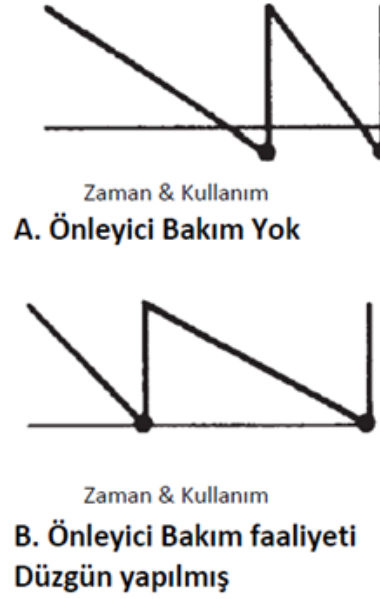 Zaman & Kullanım
A. Önleyici Bakım Yok
Zaman & Kullanım
B. Önleyici Bakım faaliyeti
Düzgün yapılmış